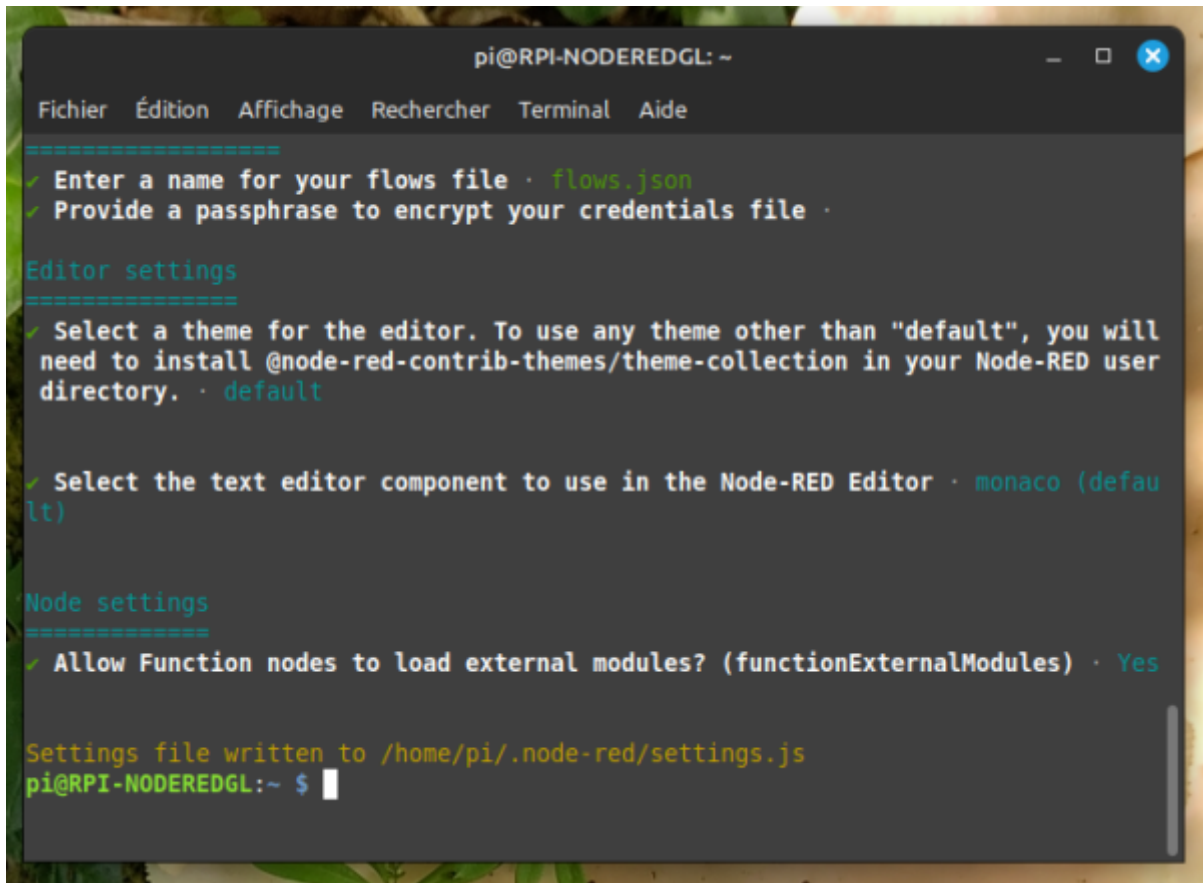 pi@RPI-NODEREDGL: ~
Fichier Édition Affichage Rechercher Terminal Aide
==================
✔ Enter a name for your flows file · flows.json
✔ Provide a passphrase to encrypt your credentials file ·
Editor settings
===============
✔ Select a theme for the editor. To use any theme other than "default", you will
need to install @node-red-contrib-themes/theme-collection in your Node-RED user
directory. · default
✔ Select the text editor component to use in the Node-RED Editor · monaco (defau
lt)
Node settings
=============
✔ Allow Function nodes to load external modules? (functionExternalModules) · Yes
Settings file written to /home/pi/.node-red/settings.js
pi@RPI-NODEREDGL:~ $